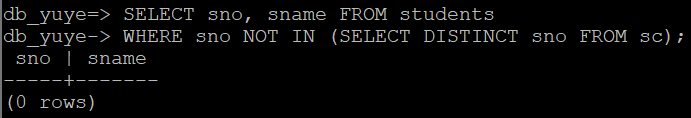 db_yuye=> SELECT sno, sname FROM students
db_yuye-> WHERE sno NOT IN (SELECT DISTINCT sno FROM sc);
 sno | sname
-----+-------
(0 rows)